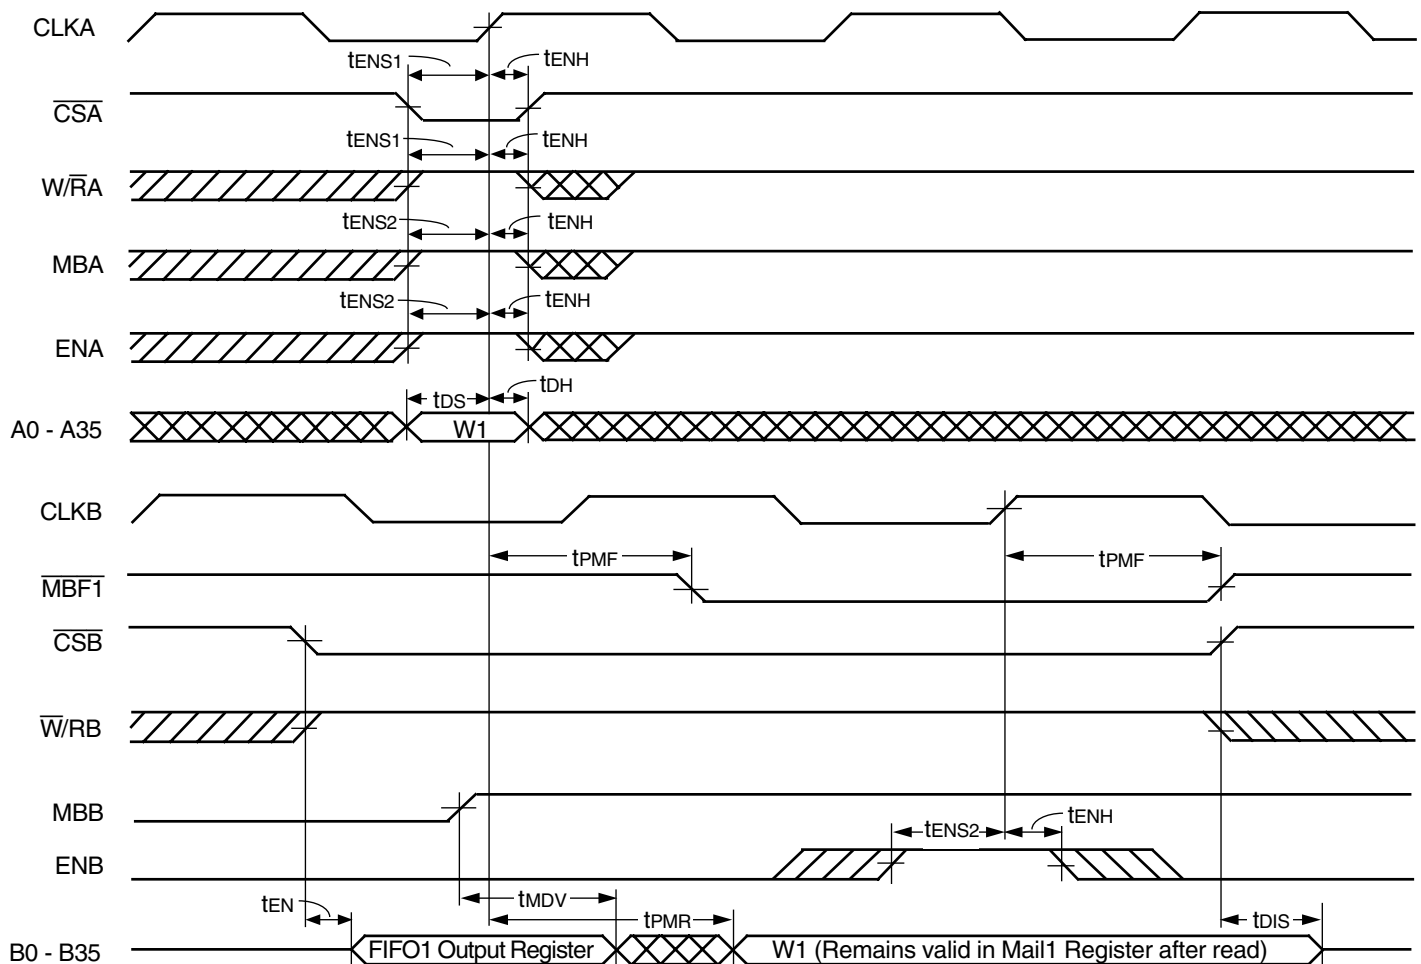 CLKA
tENS1 tENH
CSA
tENS1 tENH
W/RA
tENS2 tENH
MBA
tENS2 tENH
ENA
tDS tDH
A0 - A35 W1
CLKB
tPMF tPMF
MBF1
CSB
W/RB
MBB
tENS2 tENH
ENB
tEN tMDV tPMR tDIS
B0 - B35 FIFO1 Output Register W1 (Remains valid in Mail1 Register after read)